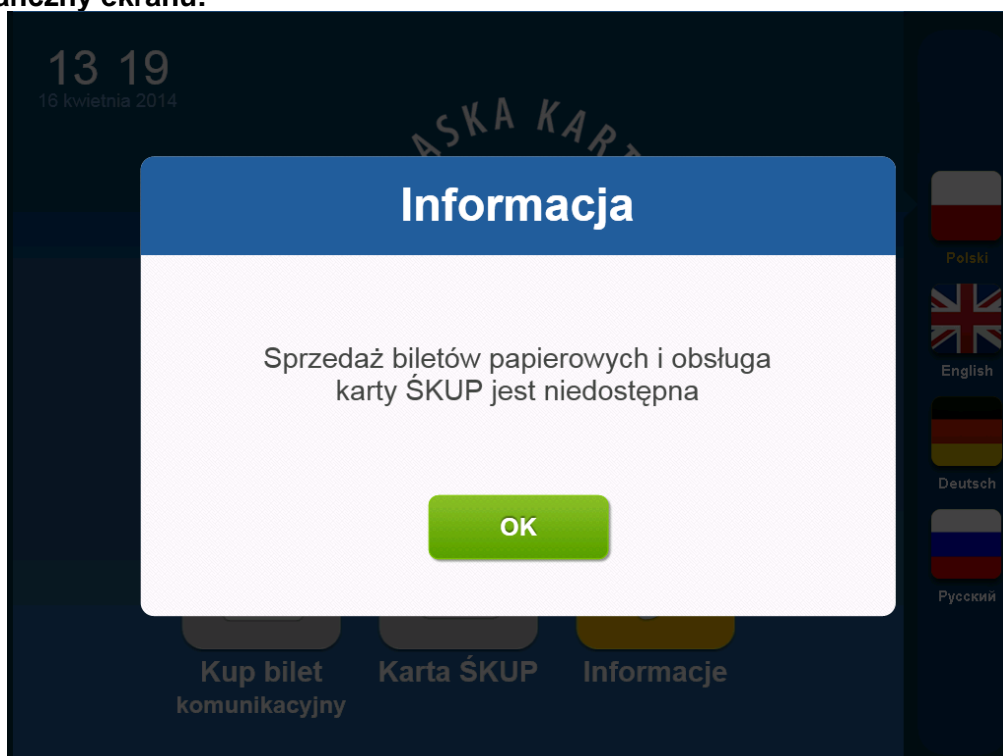 ekranu:
13 19
16 kwietnia 2014
Informacja
Sprzedaż biletów papierowych i obsługa
karty ŚKUP jest niedostępna
OK
Polski
English
Deutsch
Русский
Kup bilet
komunikacyjny
Karta ŚKUP
Informacje